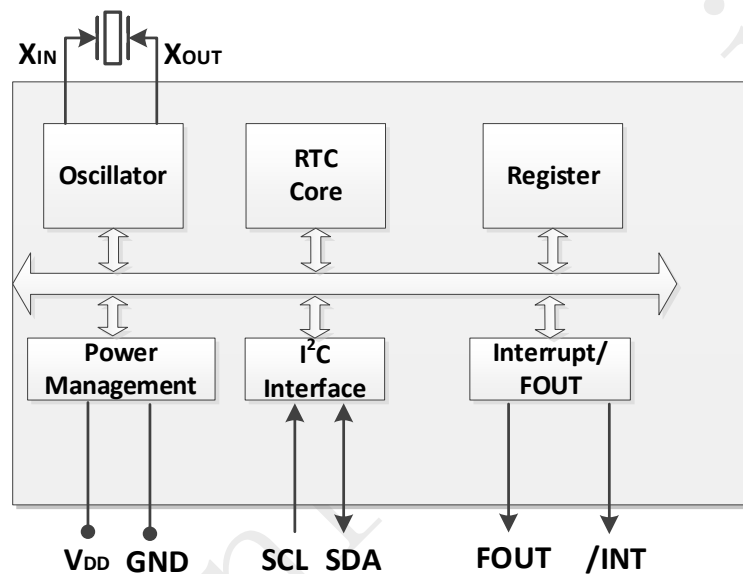 XIN XOUT
Oscillator
RTC
Core
Register
Power
Management
I²C
Interface
Interrupt/
FOUT
VDD GND SCL SDA FOUT /INT